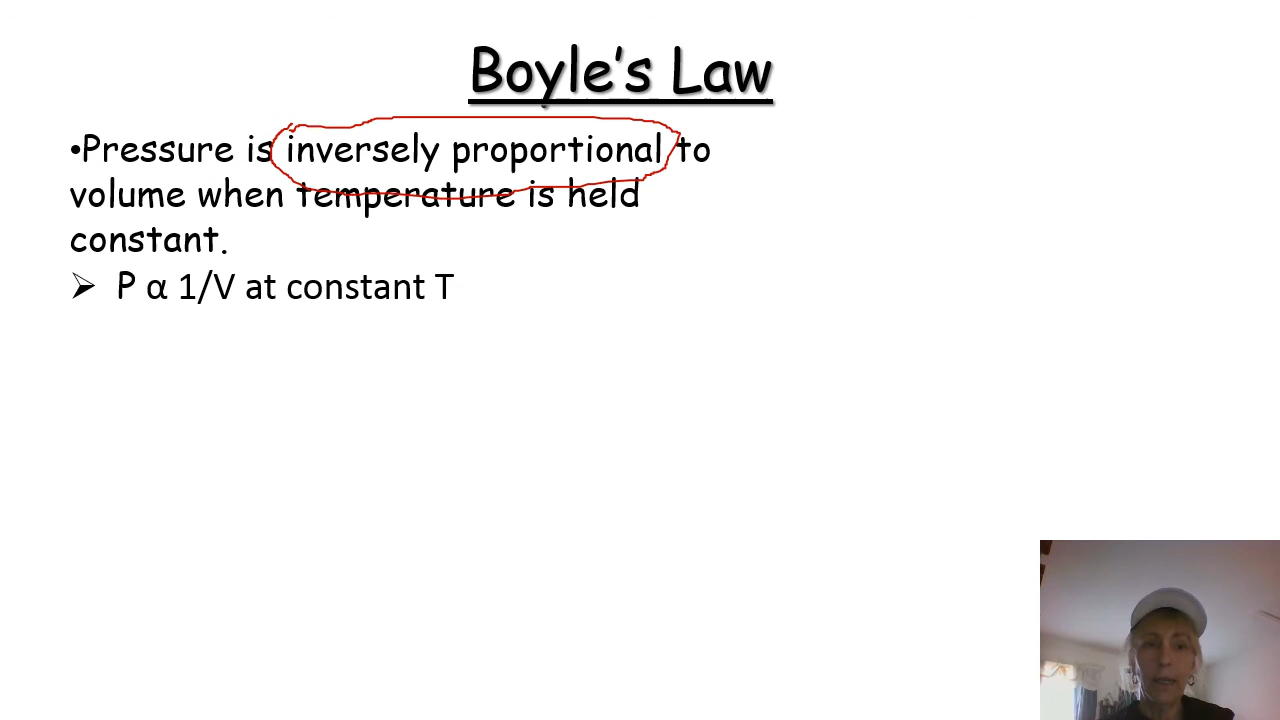 Boyle’s Law
•Pressure is inversely proportional to
volume when temperature is held
constant.
➢ P α 1/V at constant T